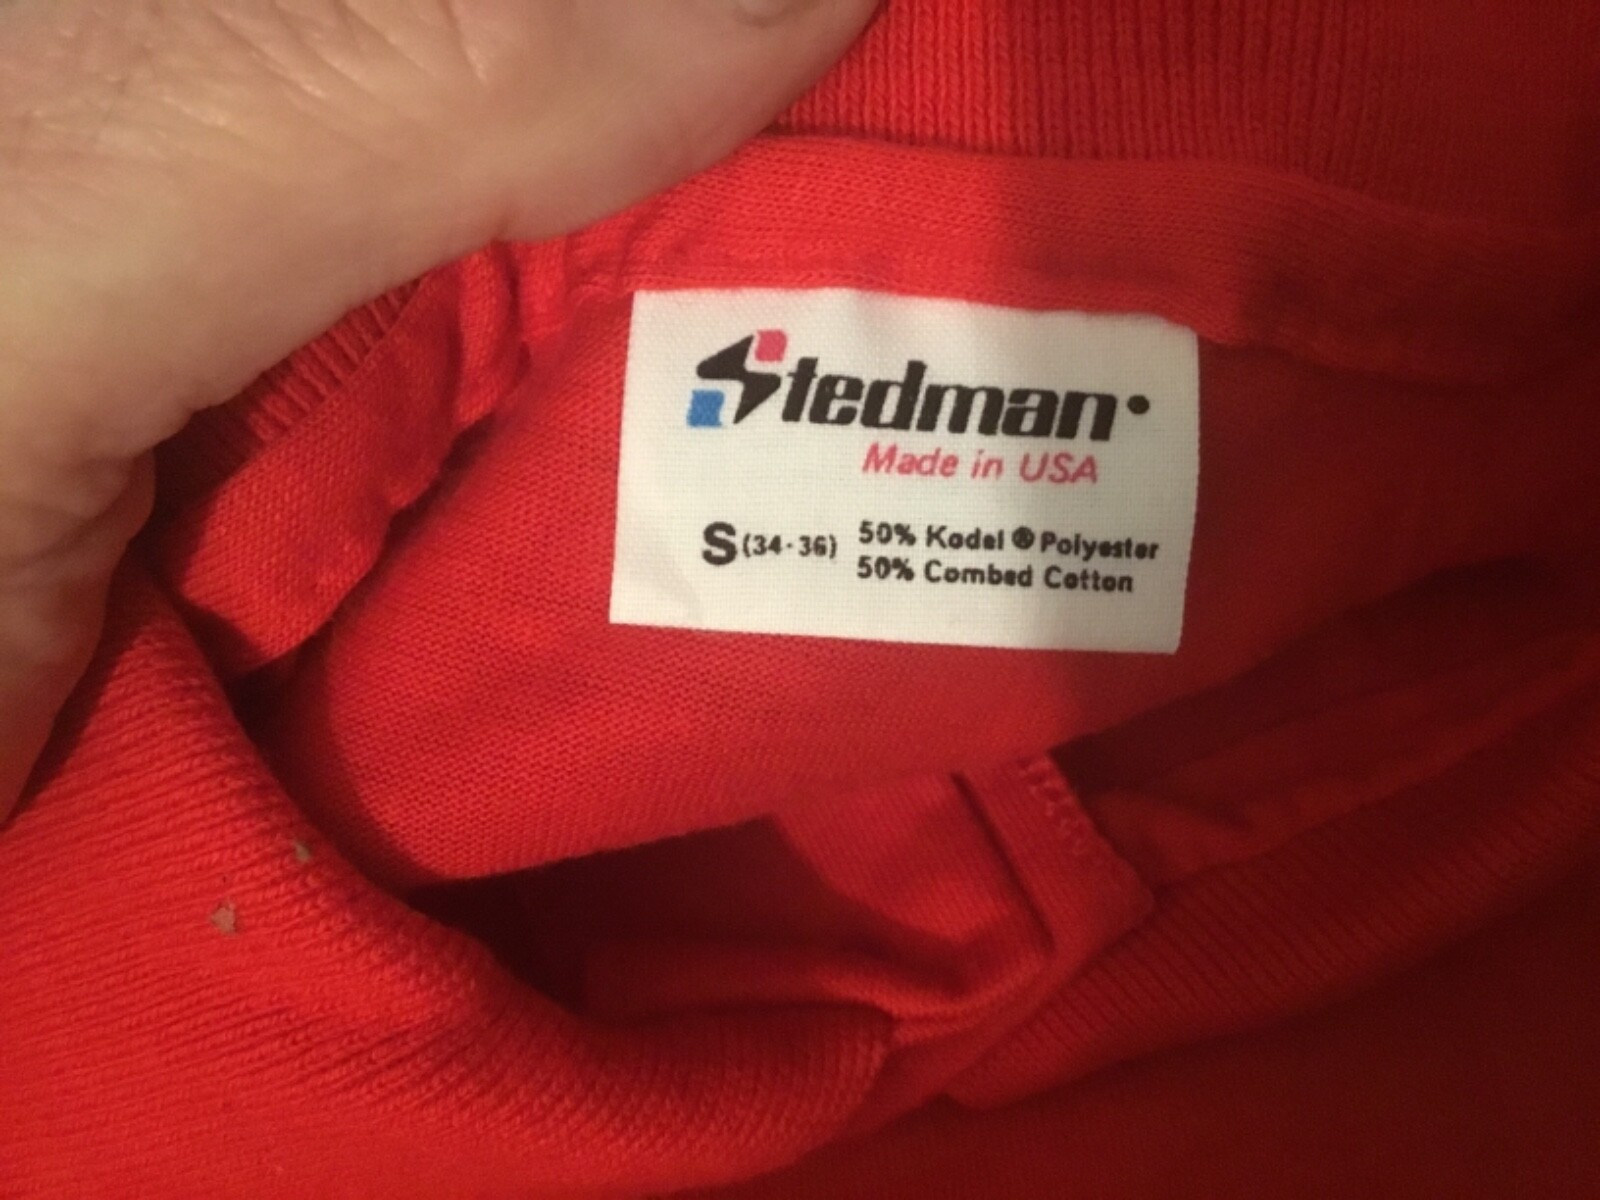 Stedman•
Made in USA
S (34-36) 50% Kodel ® Polyester
50% Combed Cotton